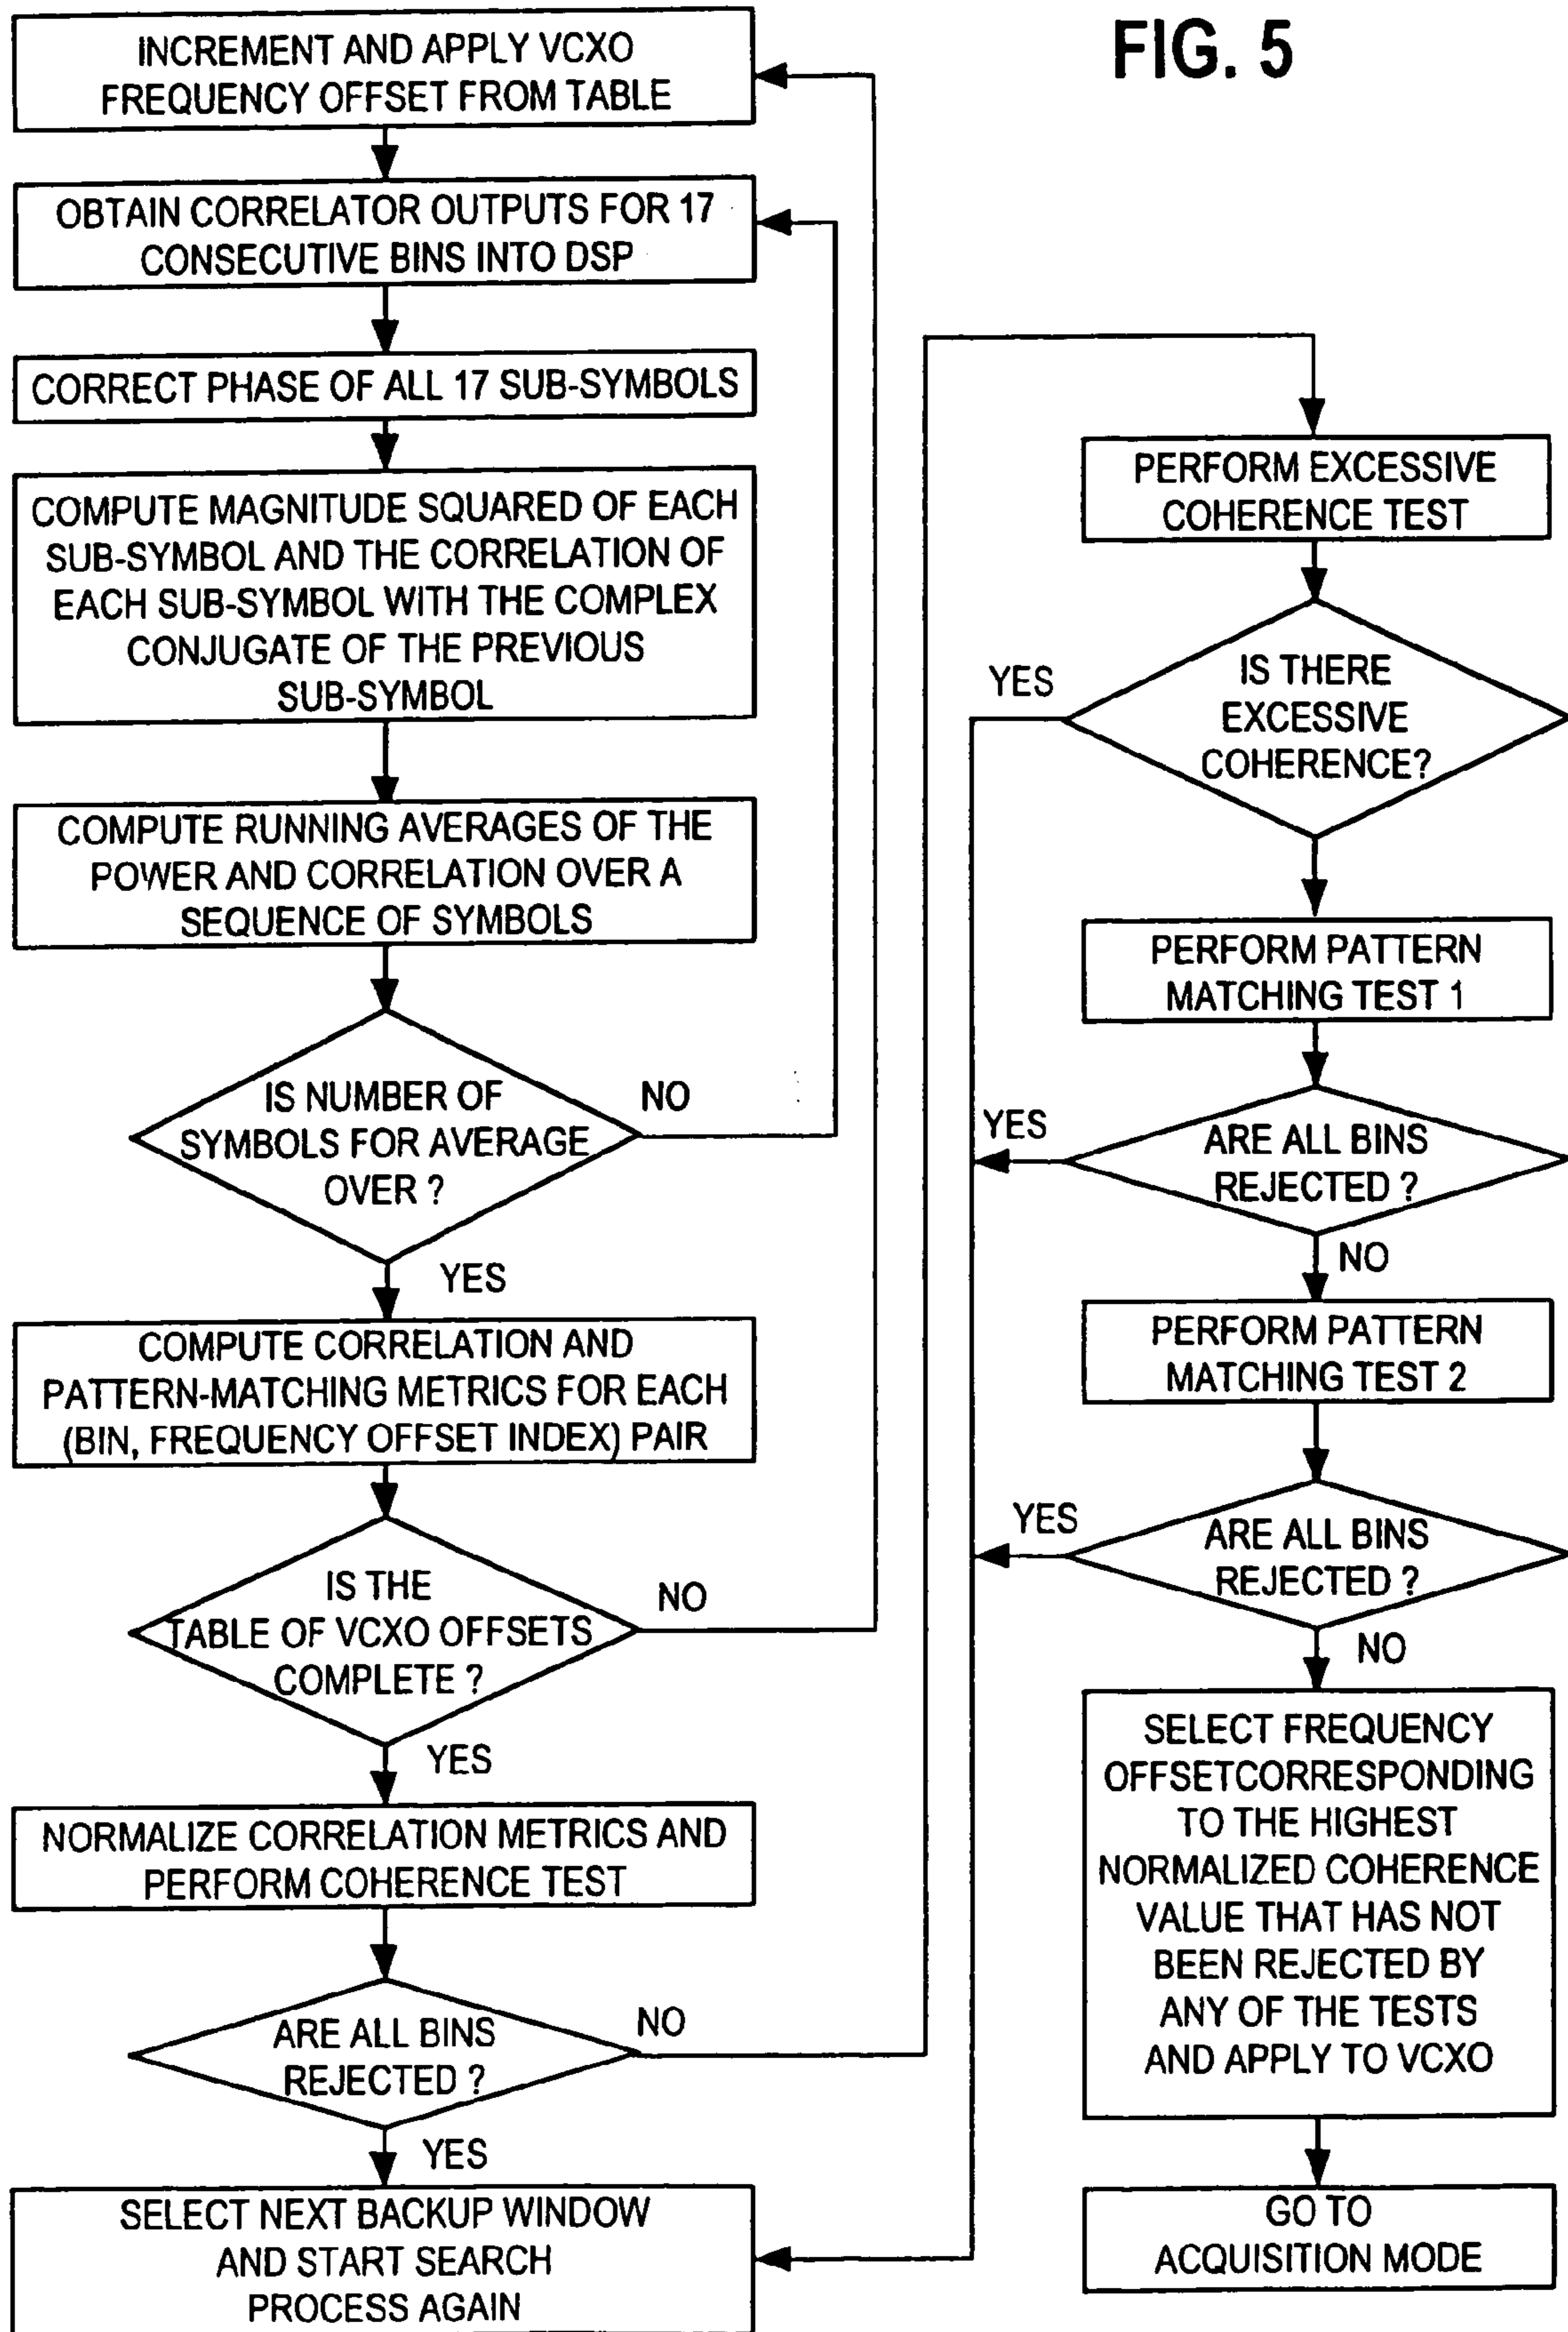 FIG. 5
INCREMENT AND APPLY VCXO
FREQUENCY OFFSET FROM TABLE
OBTAIN CORRELATOR OUTPUTS FOR 17
CONSECUTIVE BINS INTO DSP
CORRECT PHASE OF ALL 17 SUB-SYMBOLS
COMPUTE MAGNITUDE SQUARED OF EACH
SUB-SYMBOL AND THE CORRELATION OF
EACH SUB-SYMBOL WITH THE COMPLEX
CONJUGATE OF THE PREVIOUS
SUB-SYMBOL
COMPUTE RUNNING AVERAGES OF THE
POWER AND CORRELATION OVER A
SEQUENCE OF SYMBOLS
IS NUMBER OF
SYMBOLS FOR AVERAGE
OVER ?
NO
YES
COMPUTE CORRELATION AND
PATTERN-MATCHING METRICS FOR EACH
(BIN, FREQUENCY OFFSET INDEX) PAIR
IS THE
TABLE OF VCXO OFFSETS
COMPLETE ?
NO
YES
NORMALIZE CORRELATION METRICS AND
PERFORM COHERENCE TEST
ARE ALL BINS
REJECTED ?
NO
YES
SELECT NEXT BACKUP WINDOW
AND START SEARCH
PROCESS AGAIN
PERFORM EXCESSIVE
COHERENCE TEST
IS THERE
EXCESSIVE
COHERENCE?
YES
PERFORM PATTERN
MATCHING TEST 1
ARE ALL BINS
REJECTED ?
YES
NO
PERFORM PATTERN
MATCHING TEST 2
ARE ALL BINS
REJECTED ?
YES
NO
SELECT FREQUENCY
OFFSETCORRESPONDING
TO THE HIGHEST
NORMALIZED COHERENCE
VALUE THAT HAS NOT
BEEN REJECTED BY
ANY OF THE TESTS
AND APPLY TO VCXO
GO TO
ACQUISITION MODE